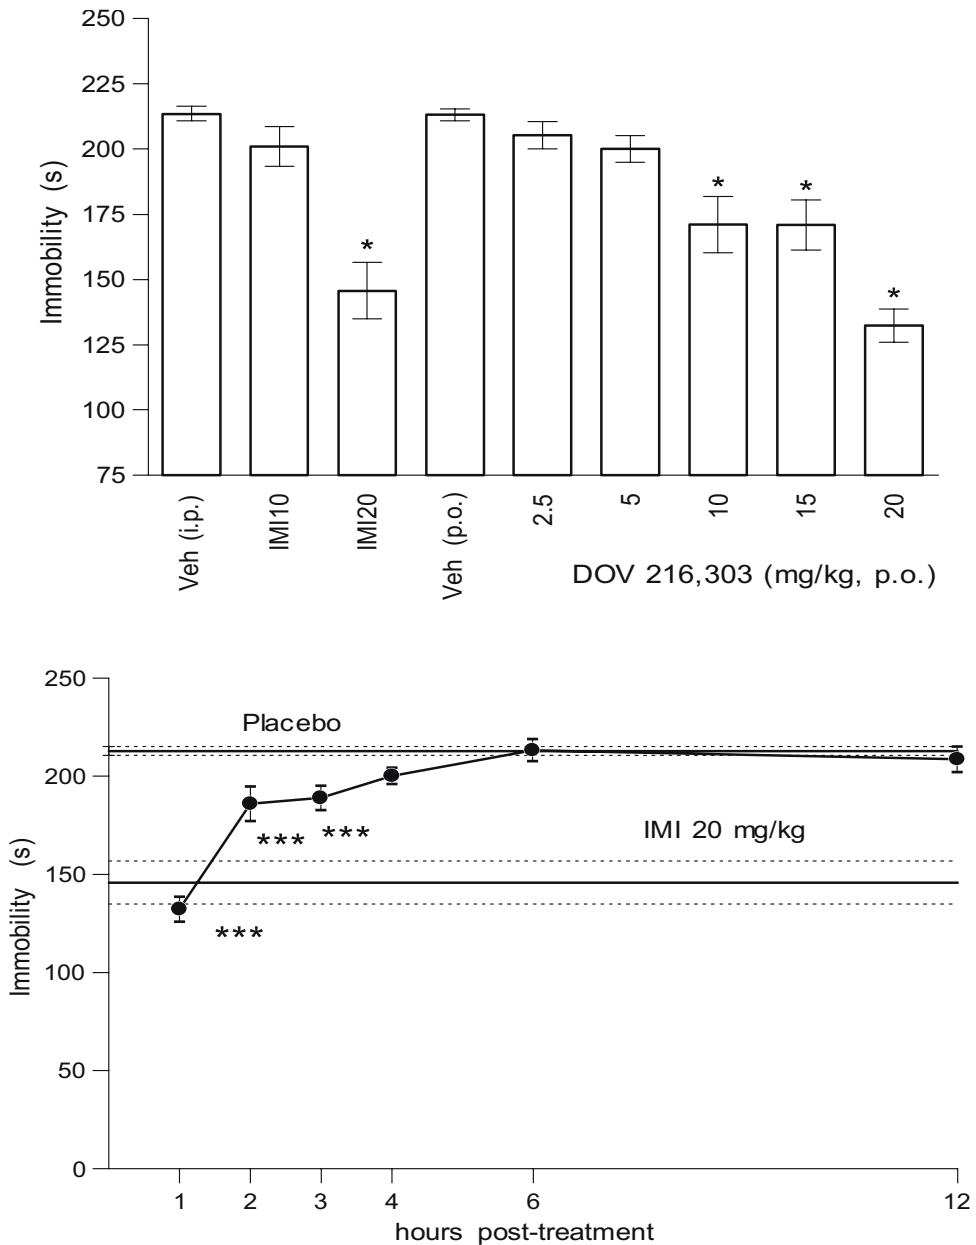 250
225
200
175
150
125
100
75
Immobility (s)
*
*
*
*
Veh (i.p.)
IMI10
IMI20
Veh (p.o.)
2.5
5
10
15
20
DOV 216,303 (mg/kg, p.o.)
250
200
150
100
50
0
Immobility (s)
Placebo
IMI 20 mg/kg
***
***
***
1 2 3 4 6 12
hours post-treatment